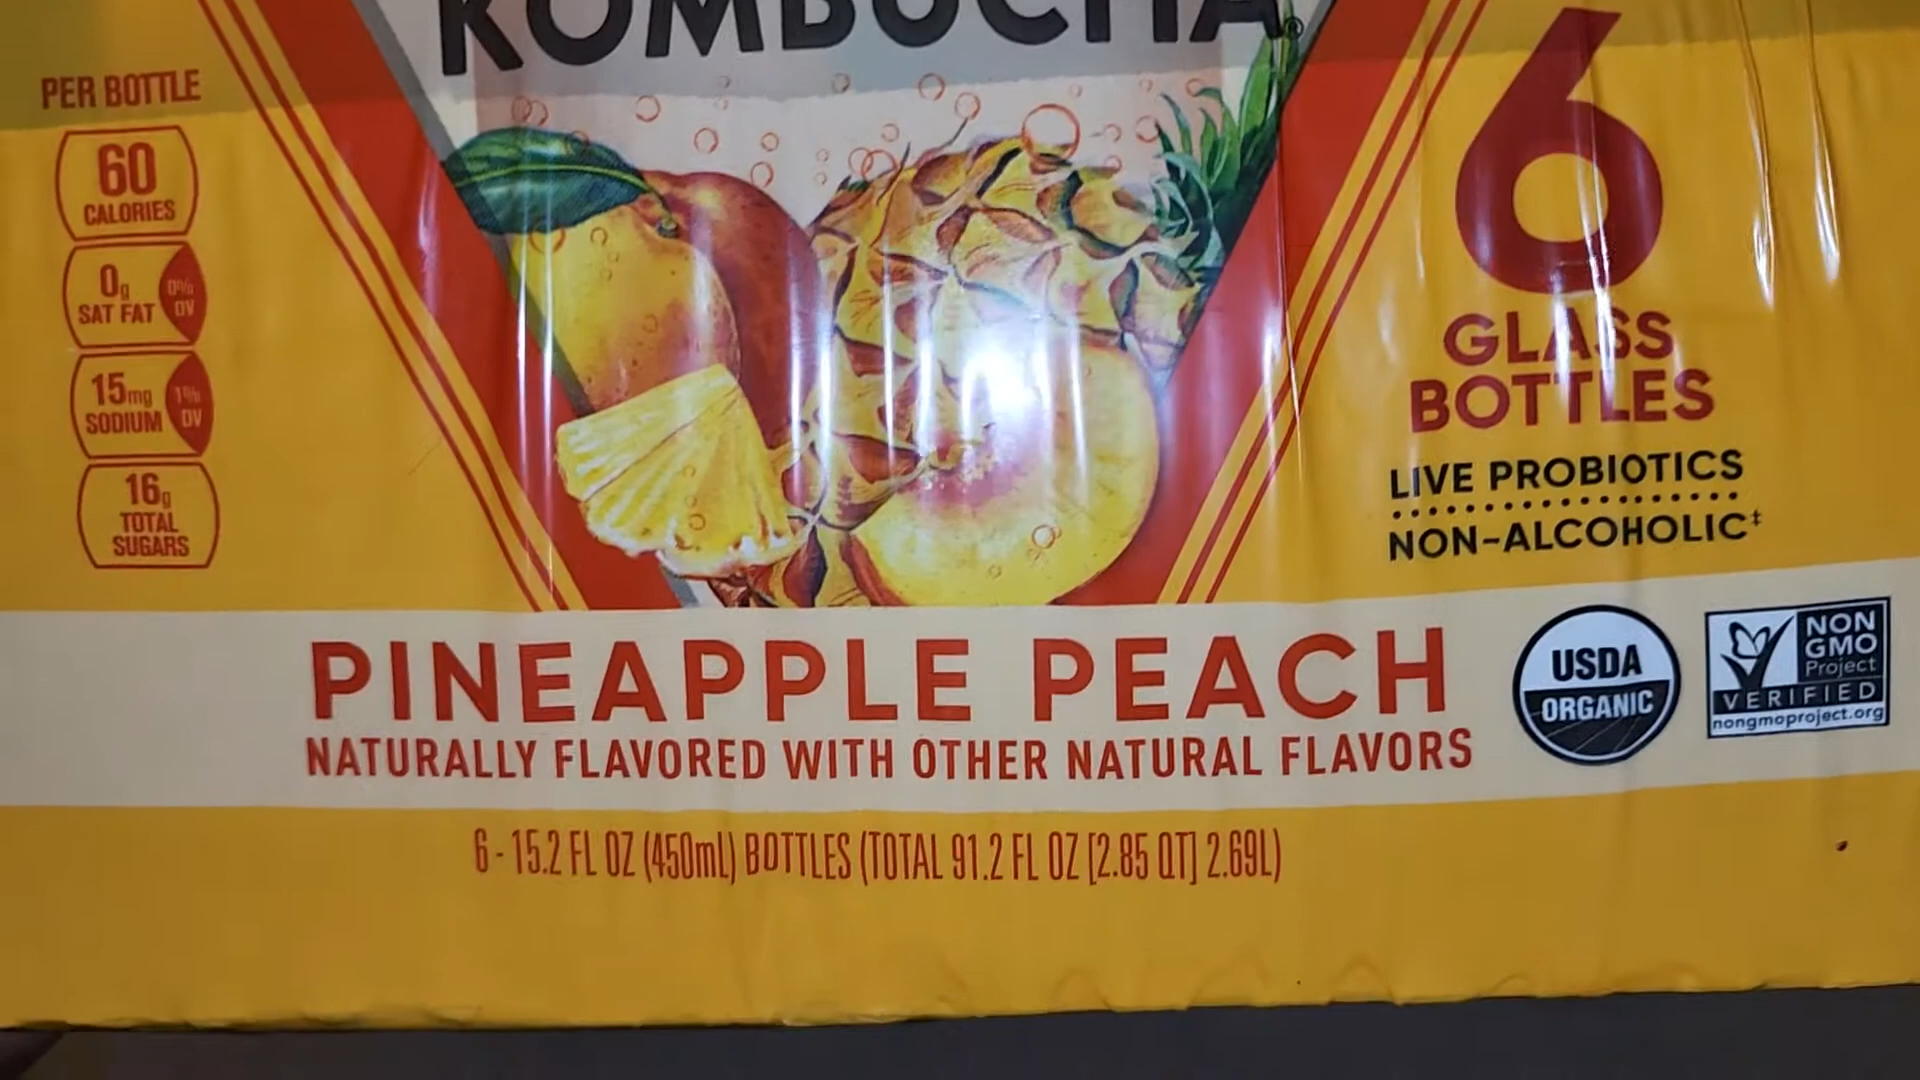 KOMBUCHA®
PER BOTTLE
60
CALORIES
0g
SAT FAT
0%
DV
15mg
SODIUM
1%
DV
16g
TOTAL
SUGARS
6
GLASS
BOTTLES
LIVE PROBIOTICS
NON-ALCOHOLIC‡
PINEAPPLE PEACH
NATURALLY FLAVORED WITH OTHER NATURAL FLAVORS
USDA
ORGANIC
NON
GMO
Project
VERIFIED
nongmoproject.org
6 - 15.2 FL OZ (450mL) BOTTLES (TOTAL 91.2 FL OZ [2.85 QT] 2.69L)